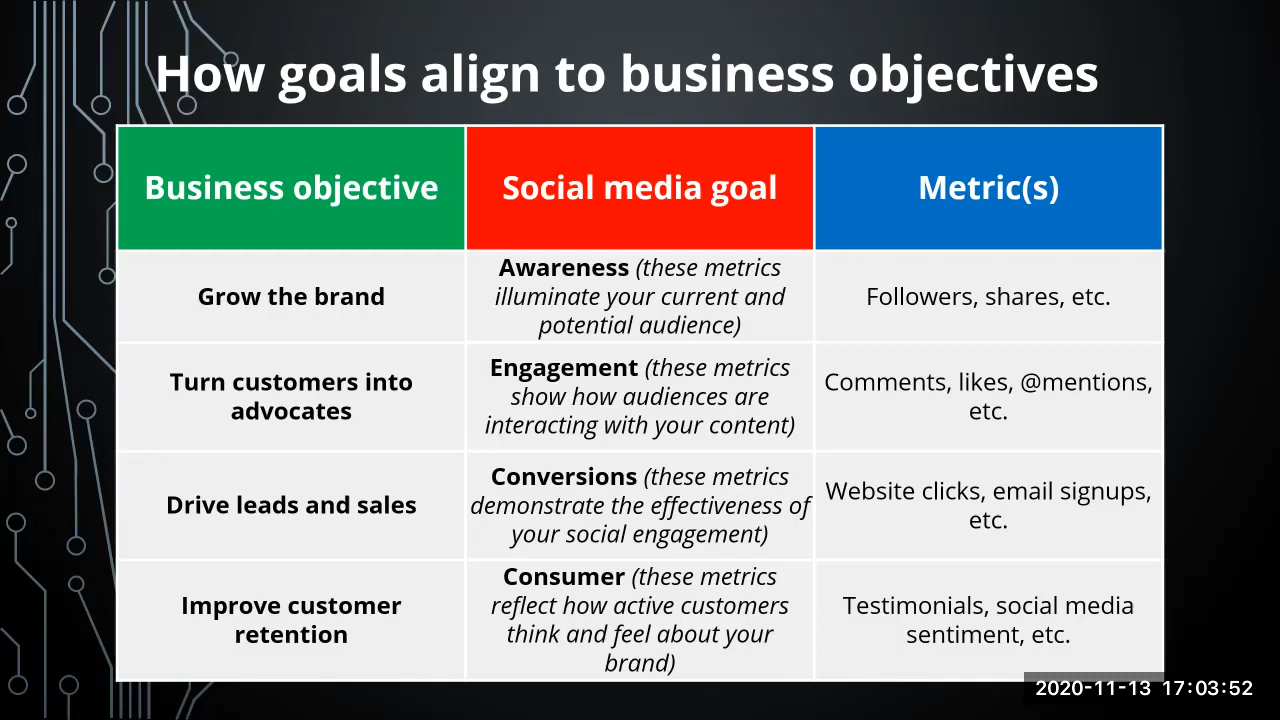 How goals align to business objectives
Business objective
Social media goal
Metric(s)
Grow the brand
Awareness (these metrics
illuminate your current and
potential audience)
Followers, shares, etc.
Turn customers into
advocates
Engagement (these metrics
show how audiences are
interacting with your content)
Comments, likes, @mentions,
etc.
Drive leads and sales
Conversions (these metrics
demonstrate the effectiveness of
your social engagement)
Website clicks, email signups,
etc.
Improve customer
retention
Consumer (these metrics
reflect how active customers
think and feel about your
brand)
Testimonials, social media
sentiment, etc.
2020-11-13 17:03:52